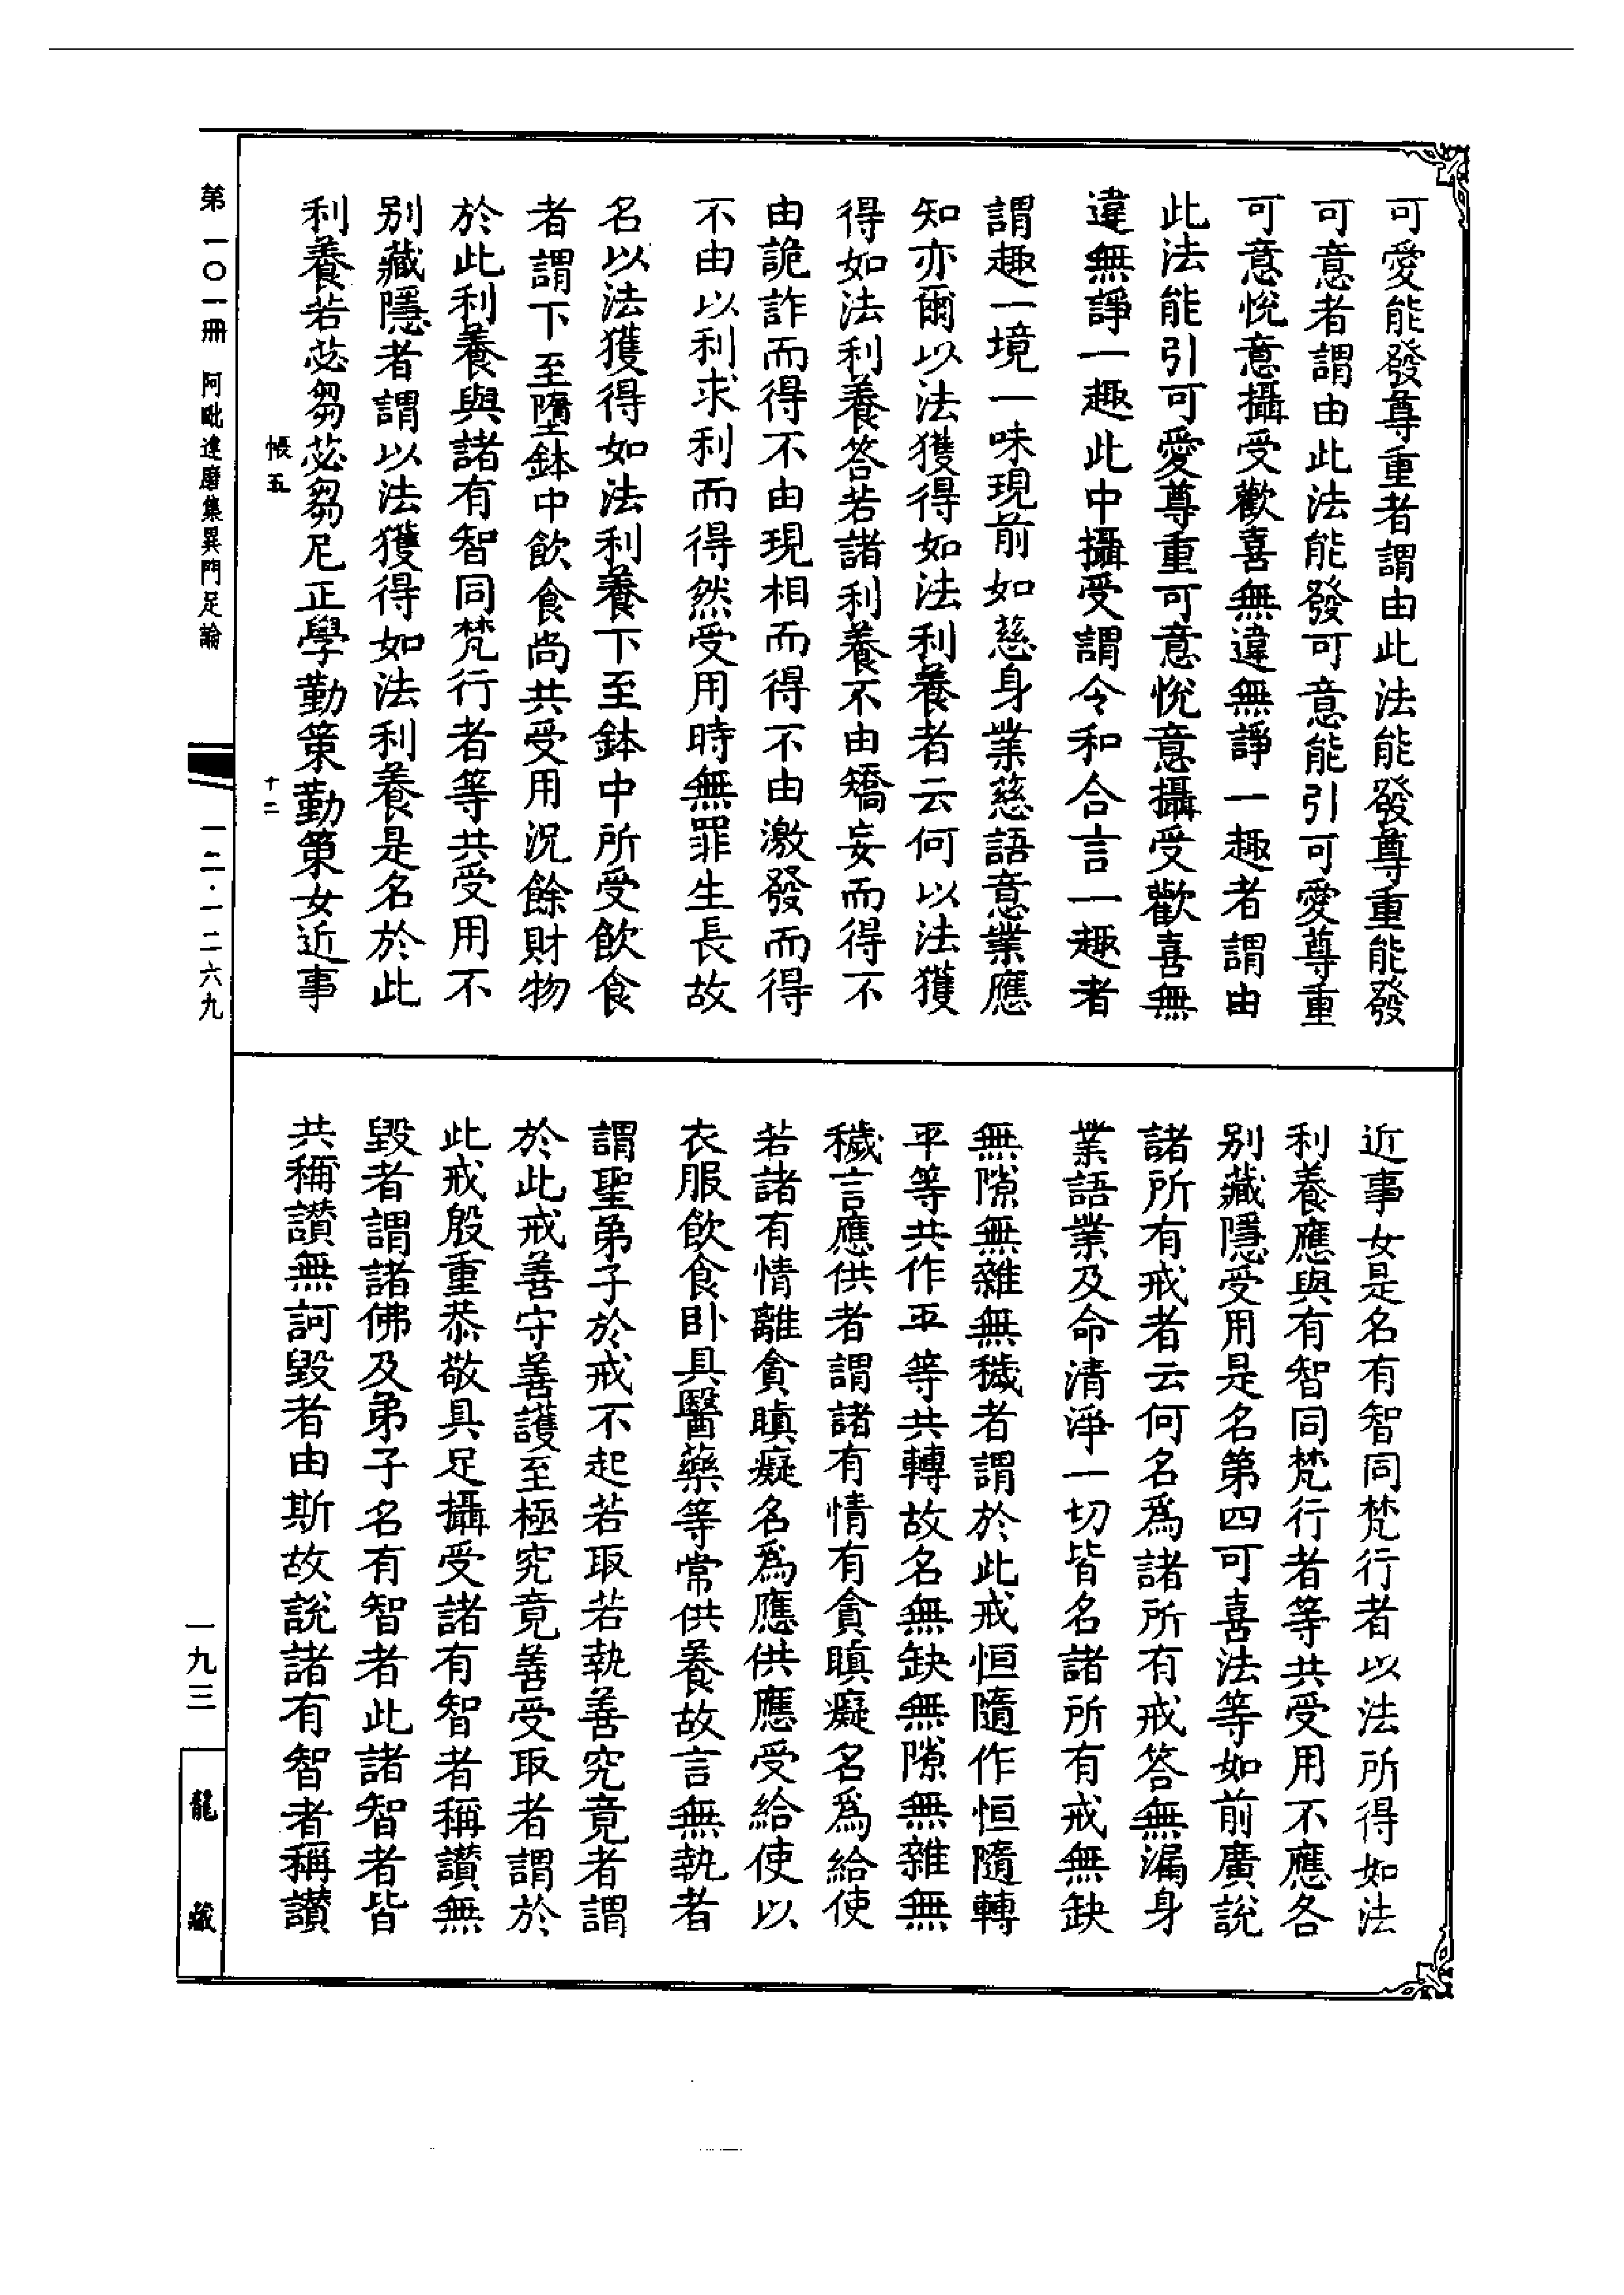 可愛能發尊重者謂由此法能發尊重能發
可意者謂由此法能發可意能引可愛尊重
可意悅意攝受歡喜無違無諍一趣者謂由
此法能引可愛尊重可意悅意攝受歡喜無
違無諍一趣此中攝受謂令和合言一趣者
謂趣一境一味現前如慈身業慈語意業應
知亦爾以法獲得如法利養者云何以法獲
得如法利養答若諸利養不由矯妄而得不
由詭詐而得不由現相而得不由激發而得
不由以利求利而得然受用時無罪生長故
名以法獲得如法利養下至鉢中所受飲食
者謂下至墮鉢中飲食尚共受用況餘財物
於此利養與諸有智同梵行者等共受用不
別藏隱者謂以法獲得如法利養是名於此
利養若苾芻苾芻尼正學勤策勤策女近事
帳五
十二
近事女是名有智同梵行者以法所得如法
利養應與有智同梵行者等共受用不應各
別藏隱受用是名第四可喜法等如前廣說
諸所有戒者云何名為諸所有戒答無漏身
業語業及命清淨一切皆名諸所有戒無缺
無隙無雜無穢者謂於此戒恒隨作恒隨轉
平等共作平等共轉故名無缺無隙無雜無
穢言應供者謂諸有情有貪瞋癡名為給使
若諸有情離貪瞋癡名為應供應受給使以
衣服飲食臥具醫藥等常供養故言無執者
謂聖弟子於戒不起若取若執善究竟者謂
於此戒善守善護至極究竟善受取者謂於
此戒殷重恭敬具足攝受諸有智者稱讚無
毀者謂諸佛及弟子名有智者此諸智者皆
共稱讚無訶毀者由斯故說諸有智者稱讚
第一〇一冊 阿毗達磨集異門足論
一二·一二六九
一九三
龍藏